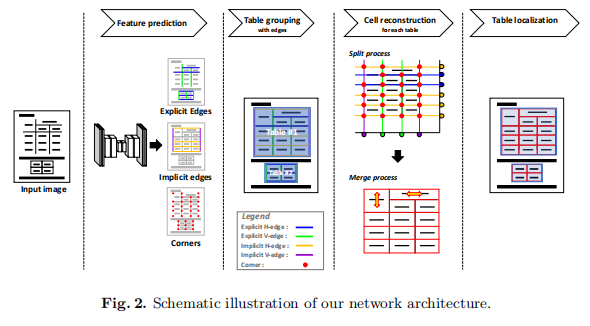 Feature prediction
Table grouping
with edges
Cell reconstruction
for each table
Table localization
Input image
Explicit Edges
Implicit edges
Corners
Table #1
Legend
Explicit H-edge :
Explicit V-edge :
Implicit H-edge :
Implicit V-edge :
Corner :
Split process
Merge process
Fig. 2. Schematic illustration of our network architecture.